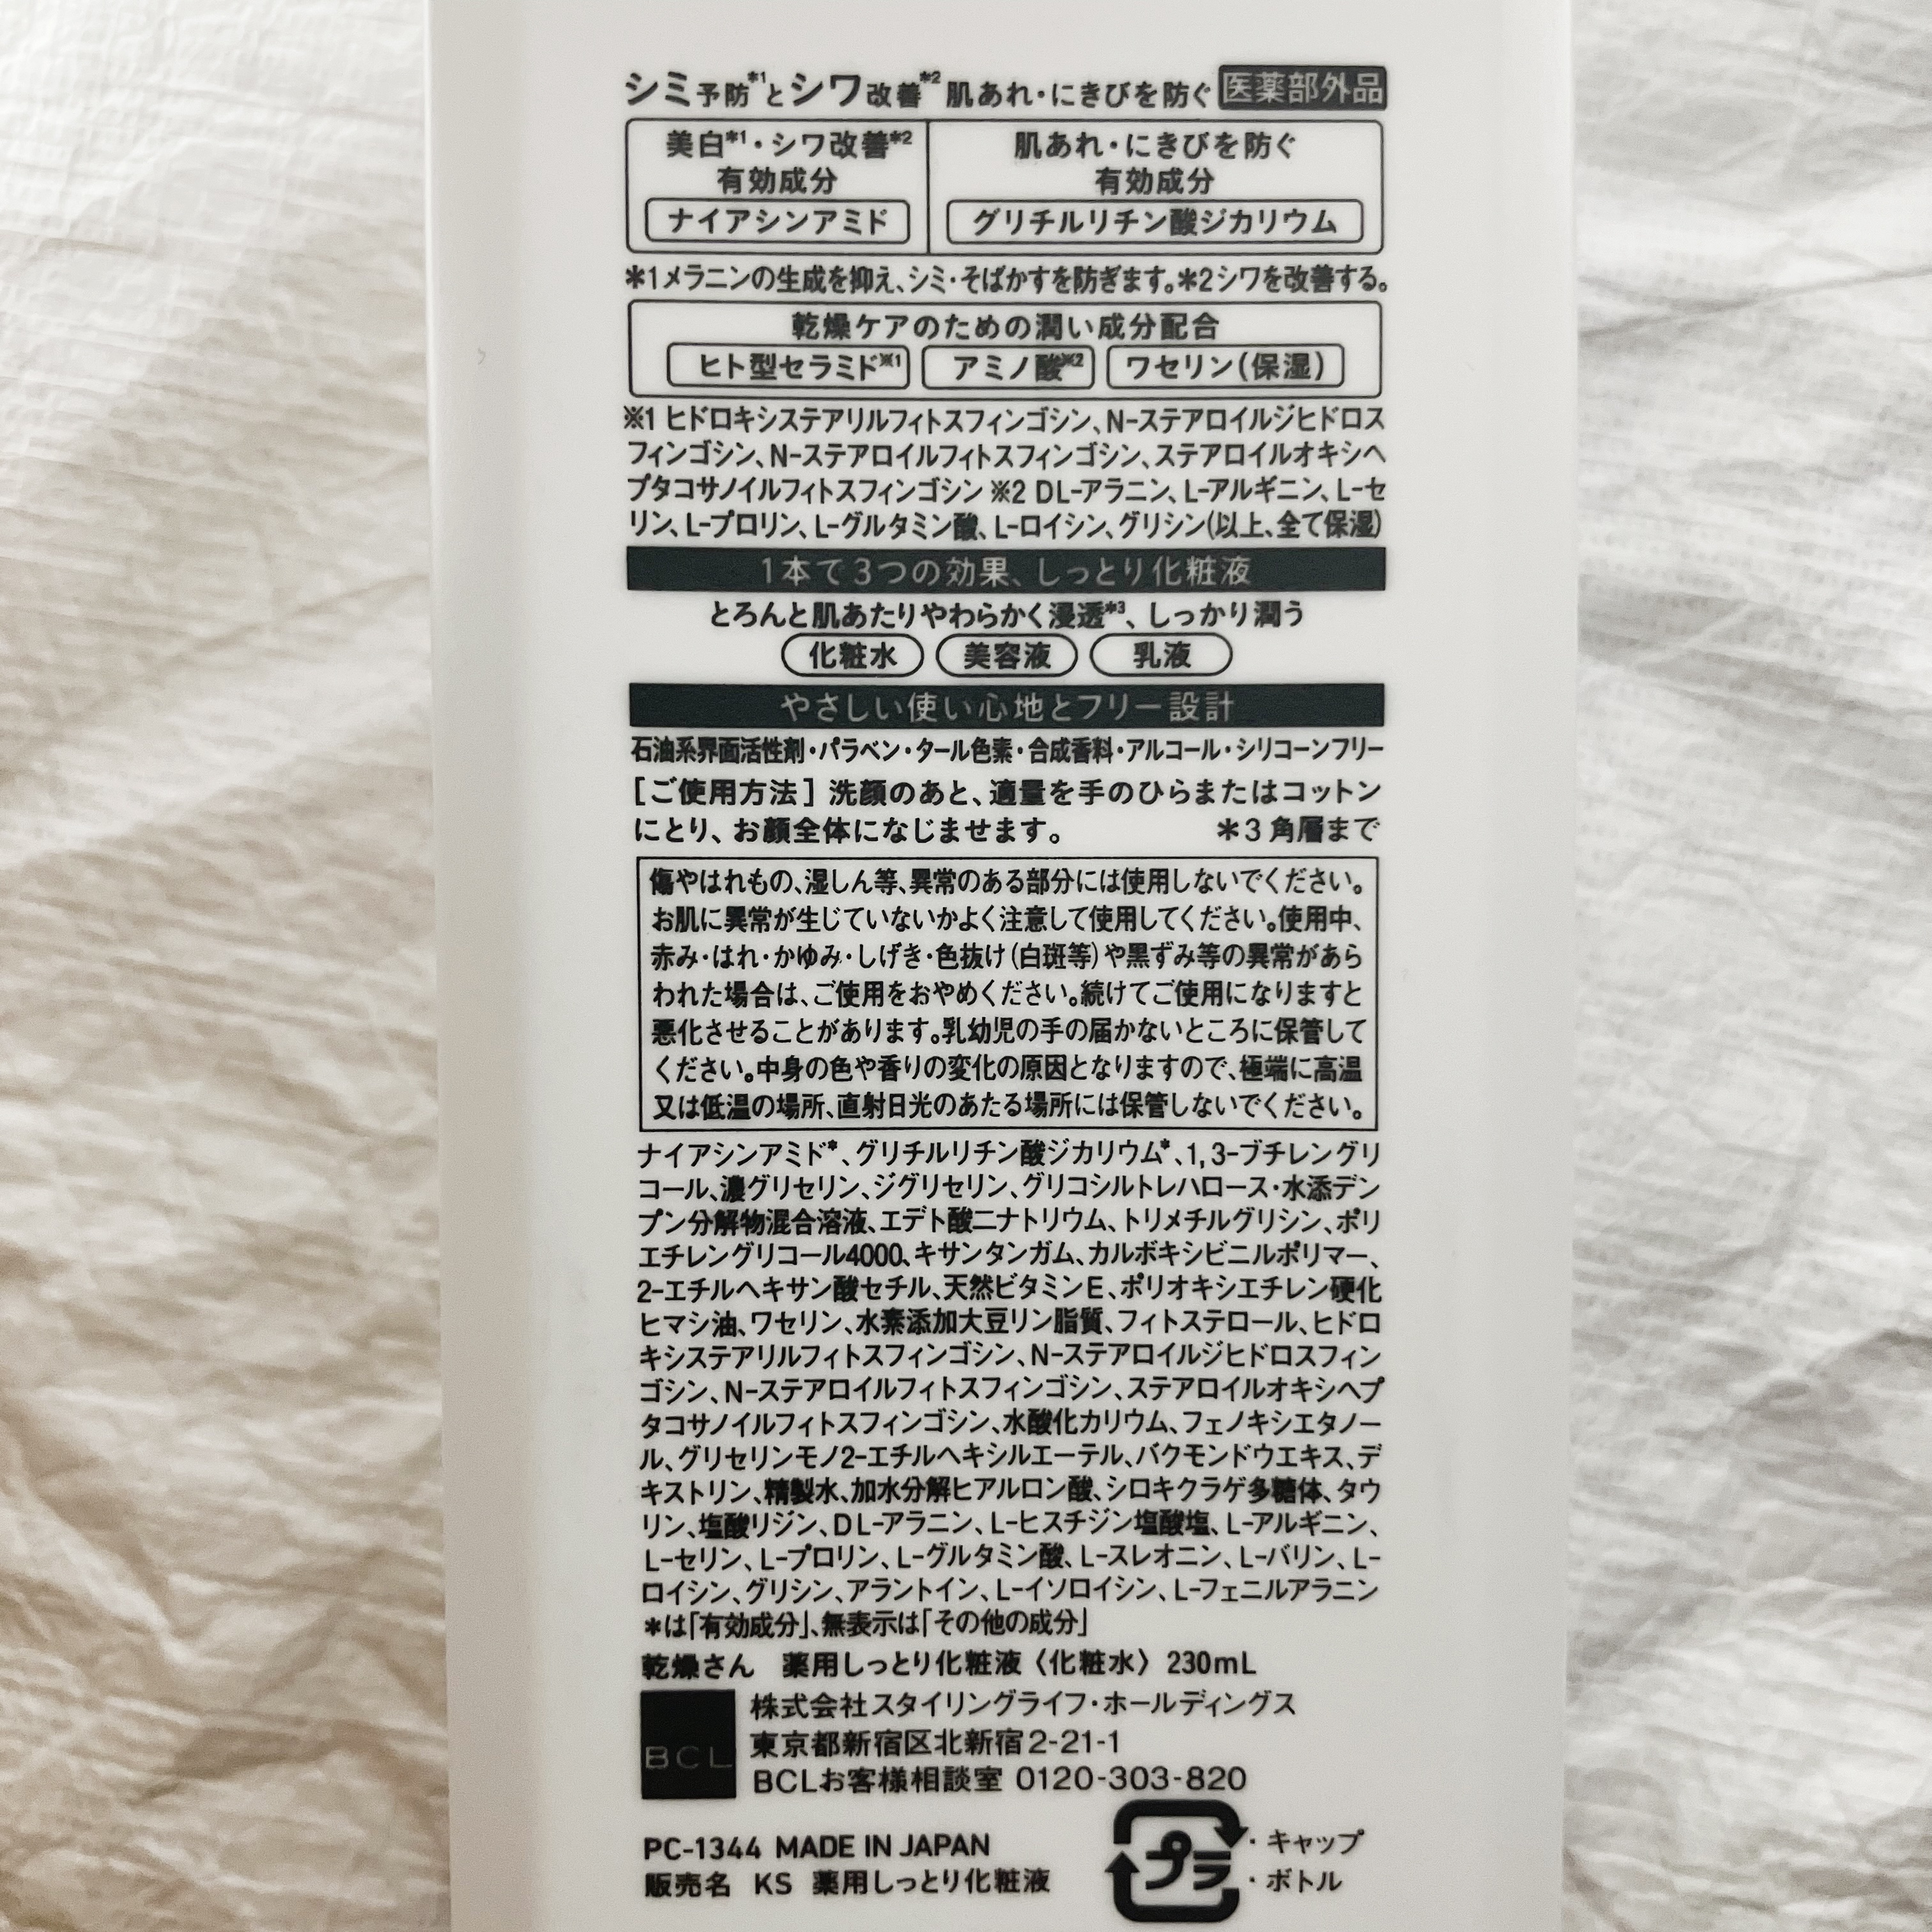 シミ予防*1とシワ改善*2 肌あれ・にきびを防ぐ 医薬部外品
美白*1・シワ改善*2
有効成分
ナイアシンアミド
肌あれ・にきびを防ぐ
有効成分
グリチルリチン酸ジカリウム
*1メラニンの生成を抑え、シミ・そばかすを防ぎます。*2シワを改善する。
乾燥ケアのための潤い成分配合
ヒト型セラミド※1 アミノ酸※2 ワセリン(保湿)
※1 ヒドロキシステアリルフィトスフィンゴシン、N-ステアロイルジヒドロス
フィンゴシン、N-ステアロイルフィトスフィンゴシン、ステアロイルオキシヘ
プタコサノイルフィトスフィンゴシン ※2 DL-アラニン、L-アルギニン、L-セ
リン、L-プロリン、L-グルタミン酸、L-ロイシン、グリシン(以上、全て保湿)
1本で3つの効果、しっとり化粧液
とろんと肌あたりやわらかく浸透*3、しっかり潤う
化粧水 美容液 乳液
やさしい使い心地とフリー設計
石油系界面活性剤・パラベン・タール色素・合成香料・アルコール・シリコーンフリー
[ご使用方法] 洗顔のあと、適量を手のひらまたはコットン
にとり、お顔全体になじませます。 *3 角層まで
傷やはれもの、湿しん等、異常のある部分には使用しないでください。
お肌に異常が生じていないかよく注意して使用してください。使用中、
赤み・はれ・かゆみ・しげき・色抜け(白斑等)や黒ずみ等の異常があら
われた場合は、ご使用をおやめください。続けてご使用になりますと
悪化させることがあります。乳幼児の手の届かないところに保管して
ください。中身の色や香りの変化の原因となりますので、極端に高温
又は低温の場所、直射日光のあたる場所には保管しないでください。
ナイアシンアミド*、グリチルリチン酸ジカリウム*、1,3-ブチレングリ
コール、濃グリセリン、ジグリセリン、グリコシルトレハロース・水添デン
プン分解物混合溶液、エデト酸二ナトリウム、トリメチルグリシン、ポリ
エチレングリコール4000、キサンタンガム、カルボキシビニルポリマー、
2-エチルヘキサン酸セチル、天然ビタミンE、ポリオキシエチレン硬化
ヒマシ油、ワセリン、水素添加大豆リン脂質、フィトステロール、ヒドロ
キシステアリルフィトスフィンゴシン、N-ステアロイルジヒドロスフィン
ゴシン、N-ステアロイルフィトスフィンゴシン、ステアロイルオキシヘプ
タコサノイルフィトスフィンゴシン、水酸化カリウム、フェノキシエタノー
ル、グリセリンモノ2-エチルヘキシルエーテル、バクモンドウエキス、デ
キストリン、精製水、加水分解ヒアルロン酸、シロキクラゲ多糖体、タウ
リン、塩酸リジン、DL-アラニン、L-ヒスチジン塩酸塩、L-アルギニン、
L-セリン、L-プロリン、L-グルタミン酸、L-スレオニン、L-バリン、L-
ロイシン、グリシン、アラントイン、L-イソロイシン、L-フェニルアラニン
*は「有効成分」、無表示は「その他の成分」
乾燥さん 薬用しっとり化粧液〈化粧水〉230mL
BCL
株式会社スタイリングライフ・ホールディングス
東京都新宿区北新宿2-21-1
BCLお客様相談室 0120-303-820
PC-1344 MADE IN JAPAN
販売名 KS 薬用しっとり化粧液
プラ
・キャップ
・ボトル